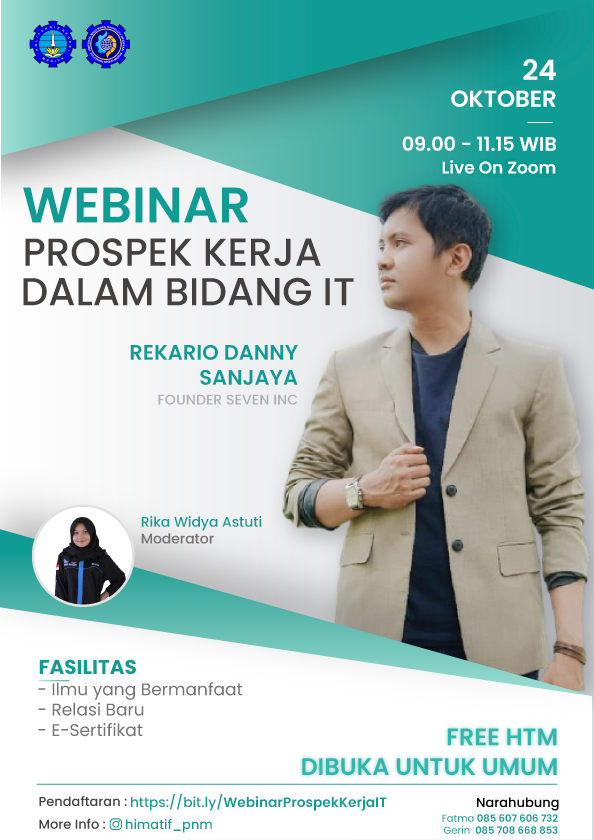 24
OKTOBER
09.00 - 11.15 WIB
Live On Zoom
WEBINAR
PROSPEK KERJA
DALAM BIDANG IT
REKARIO DANNY
SANJAYA
FOUNDER SEVEN INC
Rika Widya Astuti
Moderator
FASILITAS
- Ilmu yang Bermanfaat
- Relasi Baru
- E-Sertifikat
FREE HTM
DIBUKA UNTUK UMUM
Pendaftaran : https://bit.ly/WebinarProspekKerjaIT
More Info : himatif_pnm
Narahubung
Fatma 085 607 606 732
Gerin 085 708 668 853